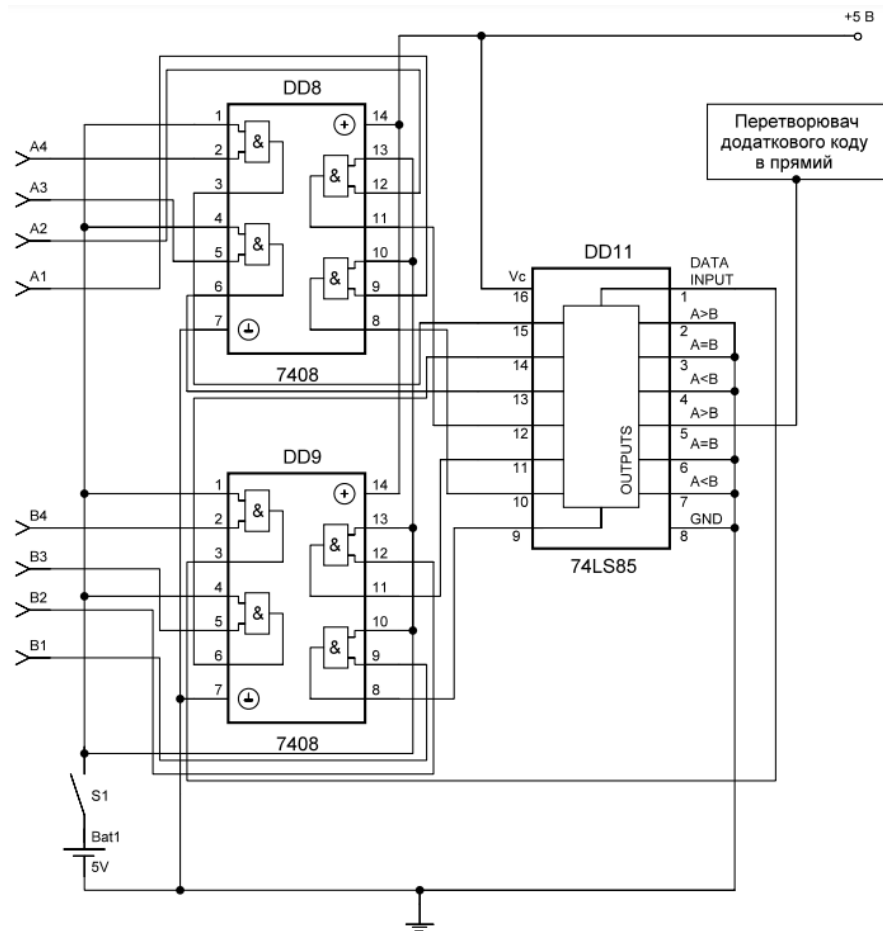 +5 В
DD8
1
2
3
4
5
6
7
14
13
12
11
10
9
8
&
&
&
&
7408
A4
A3
A2
A1
Перетворювач
додаткового коду
в прямий
DD11
Vc
16
15
14
13
12
11
10
9
DATA
INPUT
1
A>B
2
A=B
3
A<B
4
A>B
5
A=B
6
A<B
7
GND
8
OUTPUTS
74LS85
DD9
1
2
3
4
5
6
7
14
13
12
11
10
9
8
&
&
&
&
7408
B4
B3
B2
B1
S1
Bat1
5V